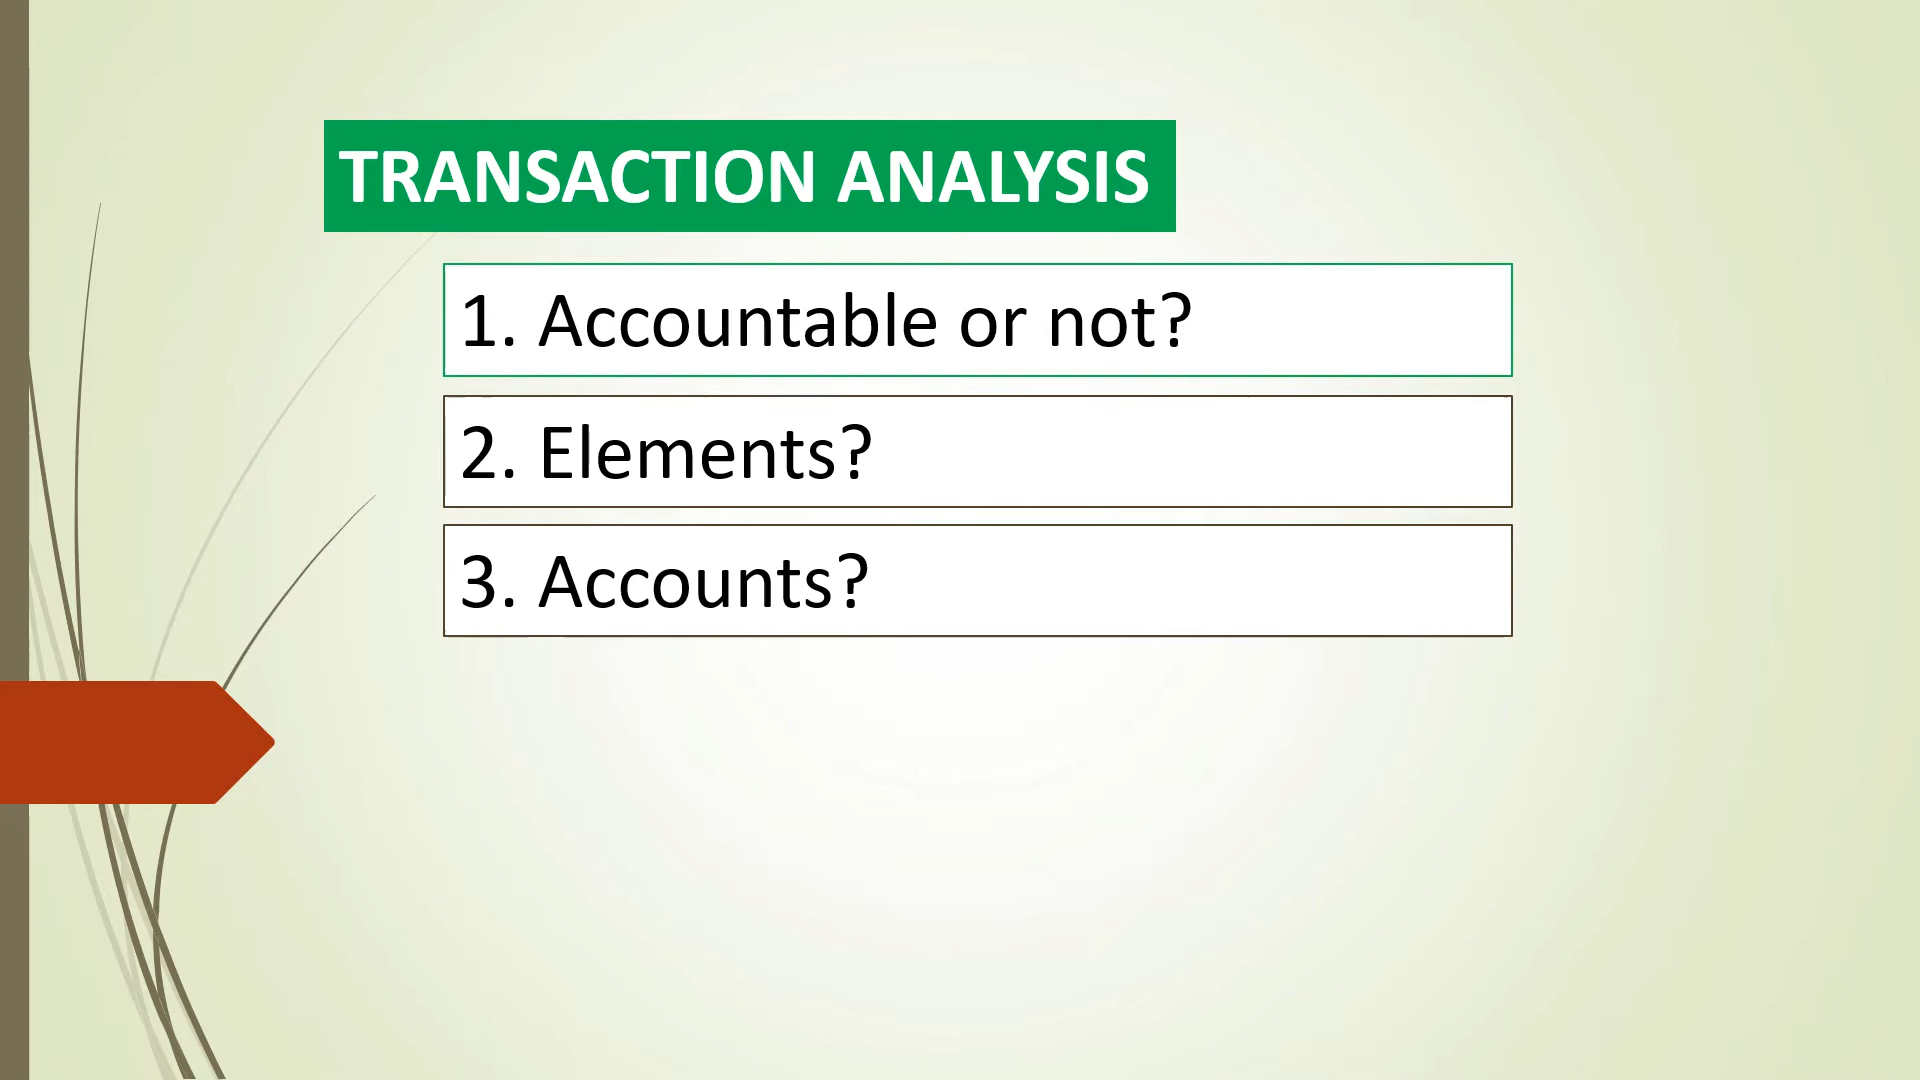 TRANSACTION ANALYSIS
1. Accountable or not?
2. Elements?
3. Accounts?